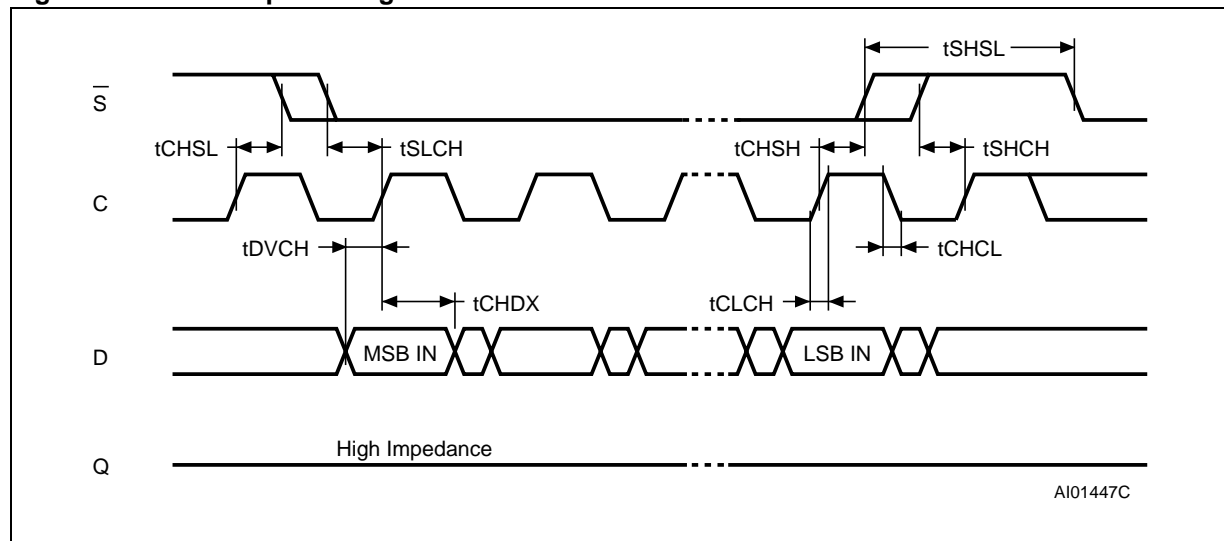 tSHSL
S
tCHSL
tSLCH
tCHSH
tSHCH
C
tDVCH
tCHCL
tCHDX
tCLCH
D
MSB IN
LSB IN
High Impedance
Q
AI01447C